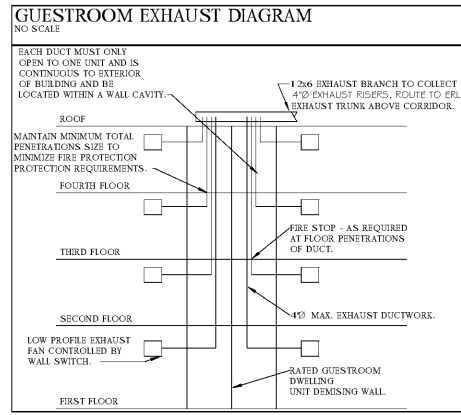 GUESTROOM EXHAUST DIAGRAM
NO SCALE
EACH DUCT MUST ONLY
OPEN TO ONE UNIT AND IS
CONTINUOUS TO EXTERIOR
OF BUILDING AND BE
LOCATED WITHIN A WALL CAVITY.
12x6 EXHAUST BRANCH TO COLLECT
4"Ø EXHAUST RISERS. ROUTE TO ERL
EXHAUST TRUNK ABOVE CORRIDOR.
ROOF
MAINTAIN MINIMUM TOTAL
PENETRATIONS SIZE TO
MINIMIZE FIRE PROTECTION
PROTECTION REQUIREMENTS.
FOURTH FLOOR
FIRE STOP - AS REQUIRED
AT FLOOR PENETRATIONS
OF DUCT.
THIRD FLOOR
4"Ø MAX. EXHAUST DUCTWORK.
SECOND FLOOR
LOW PROFILE EXHAUST
FAN CONTROLLED BY
WALL SWITCH.
RATED GUESTROOM
DWELLING
UNIT DEMISING WALL.
FIRST FLOOR